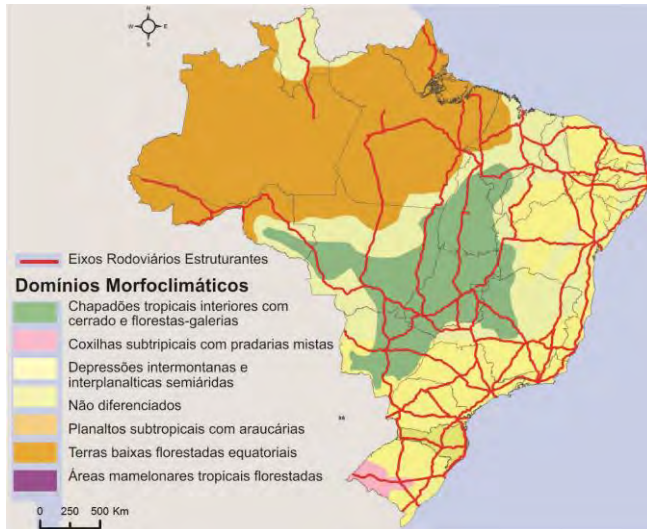 N
W
E
S
Eixos Rodoviários Estruturantes
Domínios Morfoclimáticos
Chapadões tropicais interiores com
cerrado e florestas-galerias
Coxilhas subtripicais com pradarias mistas
Depressões intermontanas e
interplanalticas semiáridas
Não diferenciados
Planaltos subtropicais com araucárias
Terras baixas florestadas equatoriais
Áreas mamelonares tropicais florestadas
0 250 500 Km